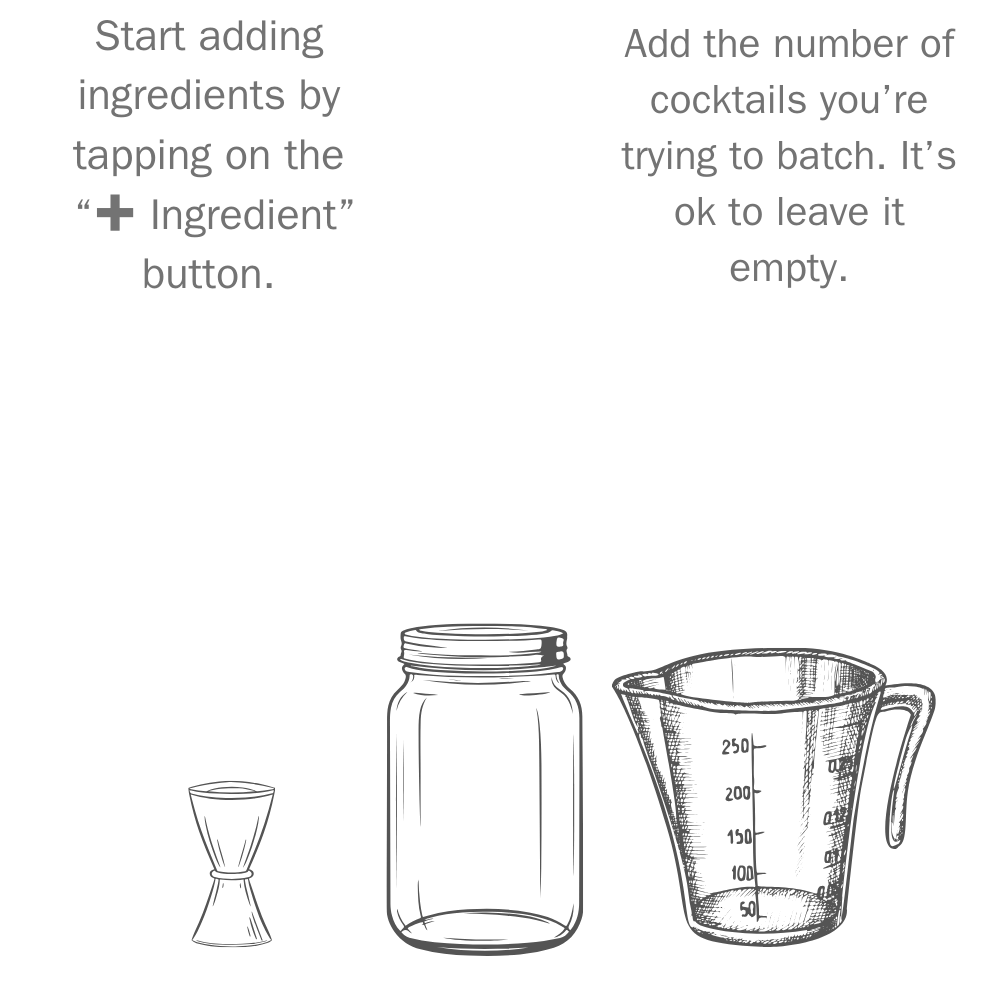 Start adding
ingredients by
tapping on the
“➕ Ingredient”
button.
Add the number of
cocktails you’re
trying to batch. It’s
ok to leave it
empty.
250
200
150
100
50